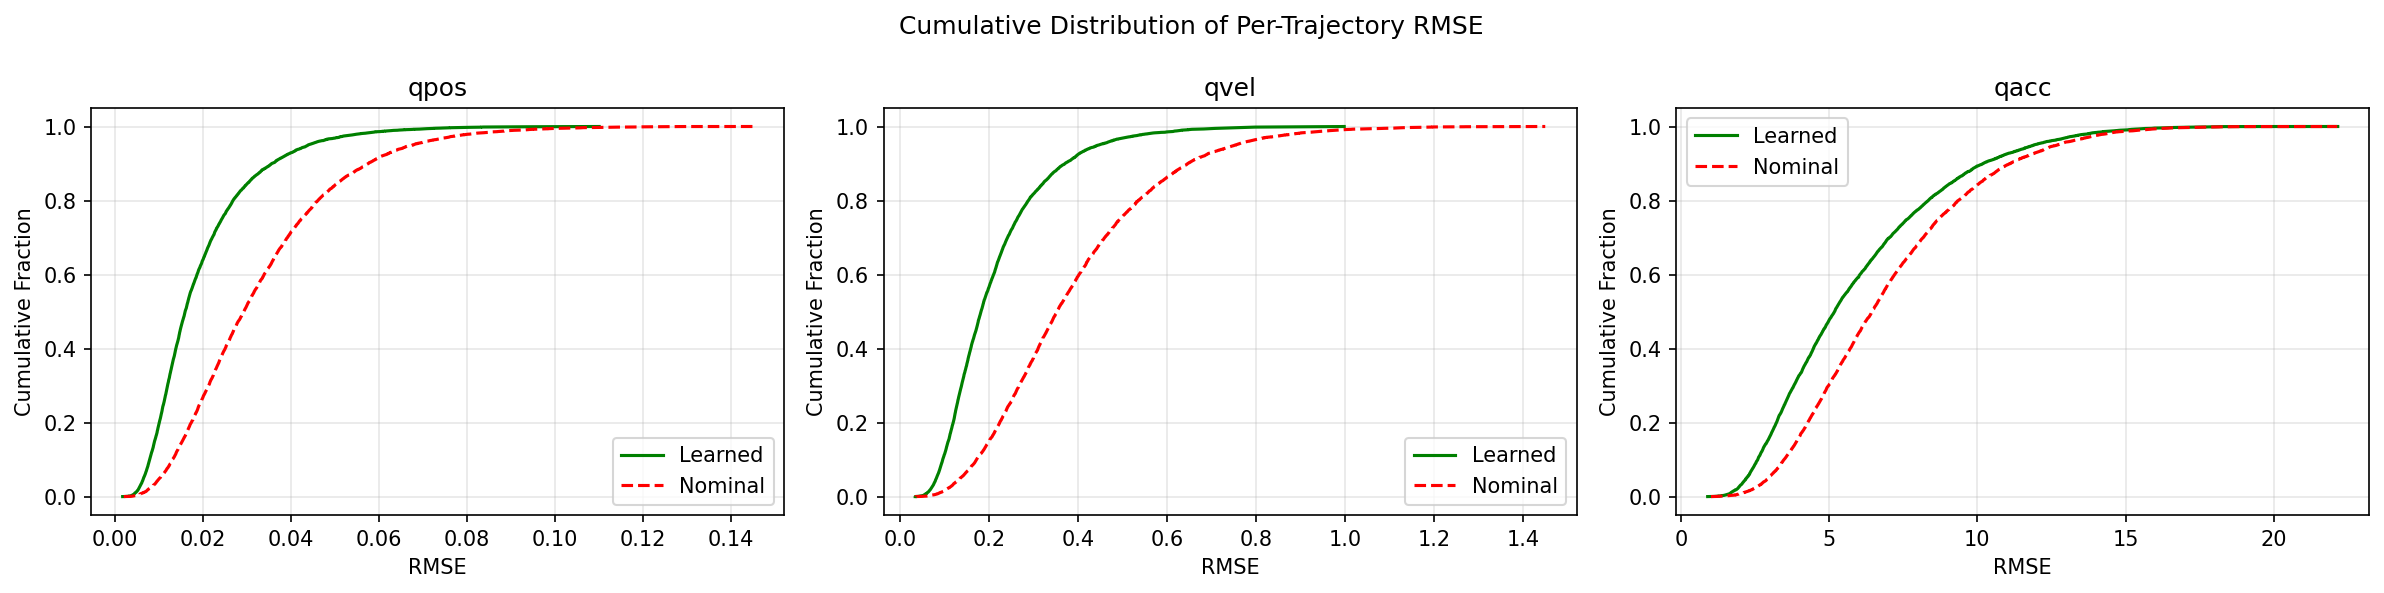 Cumulative Distribution of Per-Trajectory RMSE
qpos
Cumulative Fraction
1.0
0.8
0.6
0.4
0.2
0.0
Learned
Nominal
0.00 0.02 0.04 0.06 0.08 0.10 0.12 0.14
RMSE
qvel
Cumulative Fraction
1.0
0.8
0.6
0.4
0.2
0.0
Learned
Nominal
0.0 0.2 0.4 0.6 0.8 1.0 1.2 1.4
RMSE
qacc
Cumulative Fraction
1.0
0.8
0.6
0.4
0.2
0.0
Learned
Nominal
0 5 10 15 20
RMSE